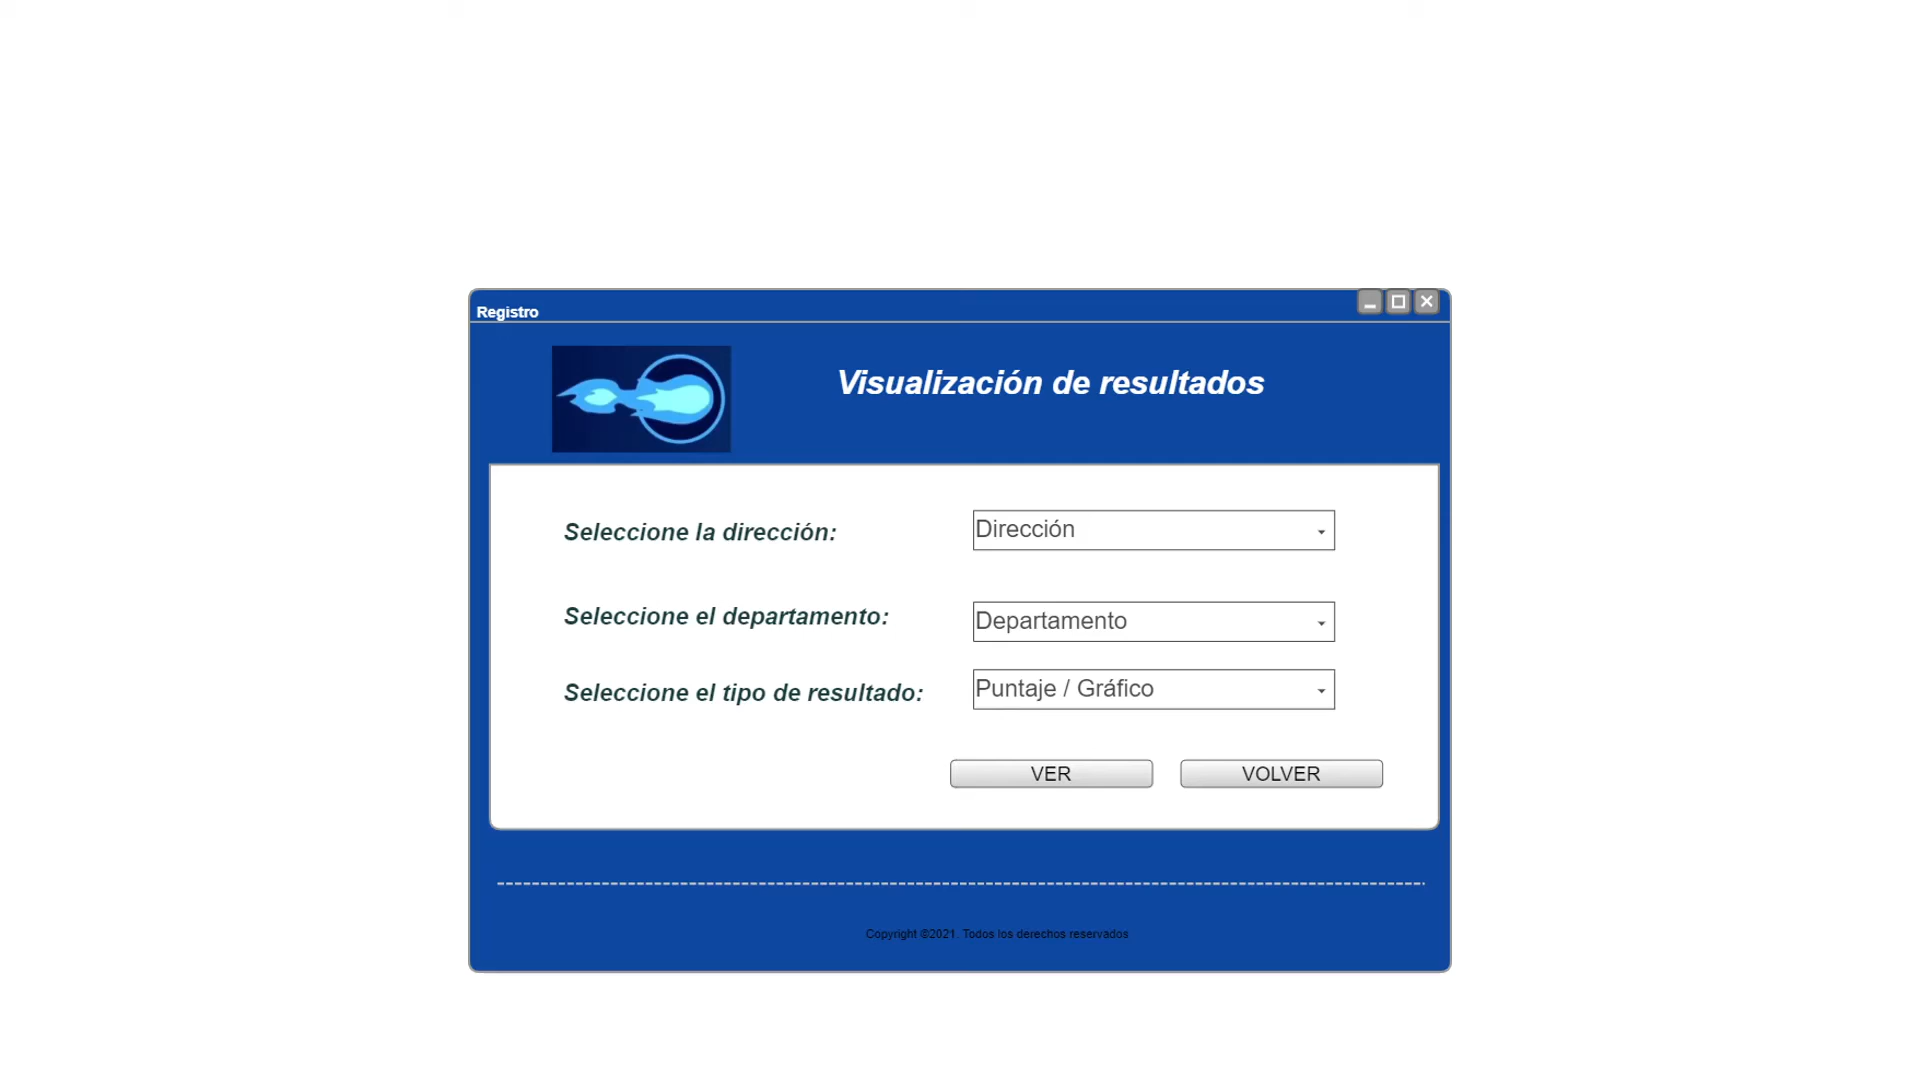 Registro
Visualización de resultados
Seleccione la dirección:
Dirección
Seleccione el departamento:
Departamento
Seleccione el tipo de resultado:
Puntaje / Gráfico
VER
VOLVER
Copyright ©2021. Todos los derechos reservados